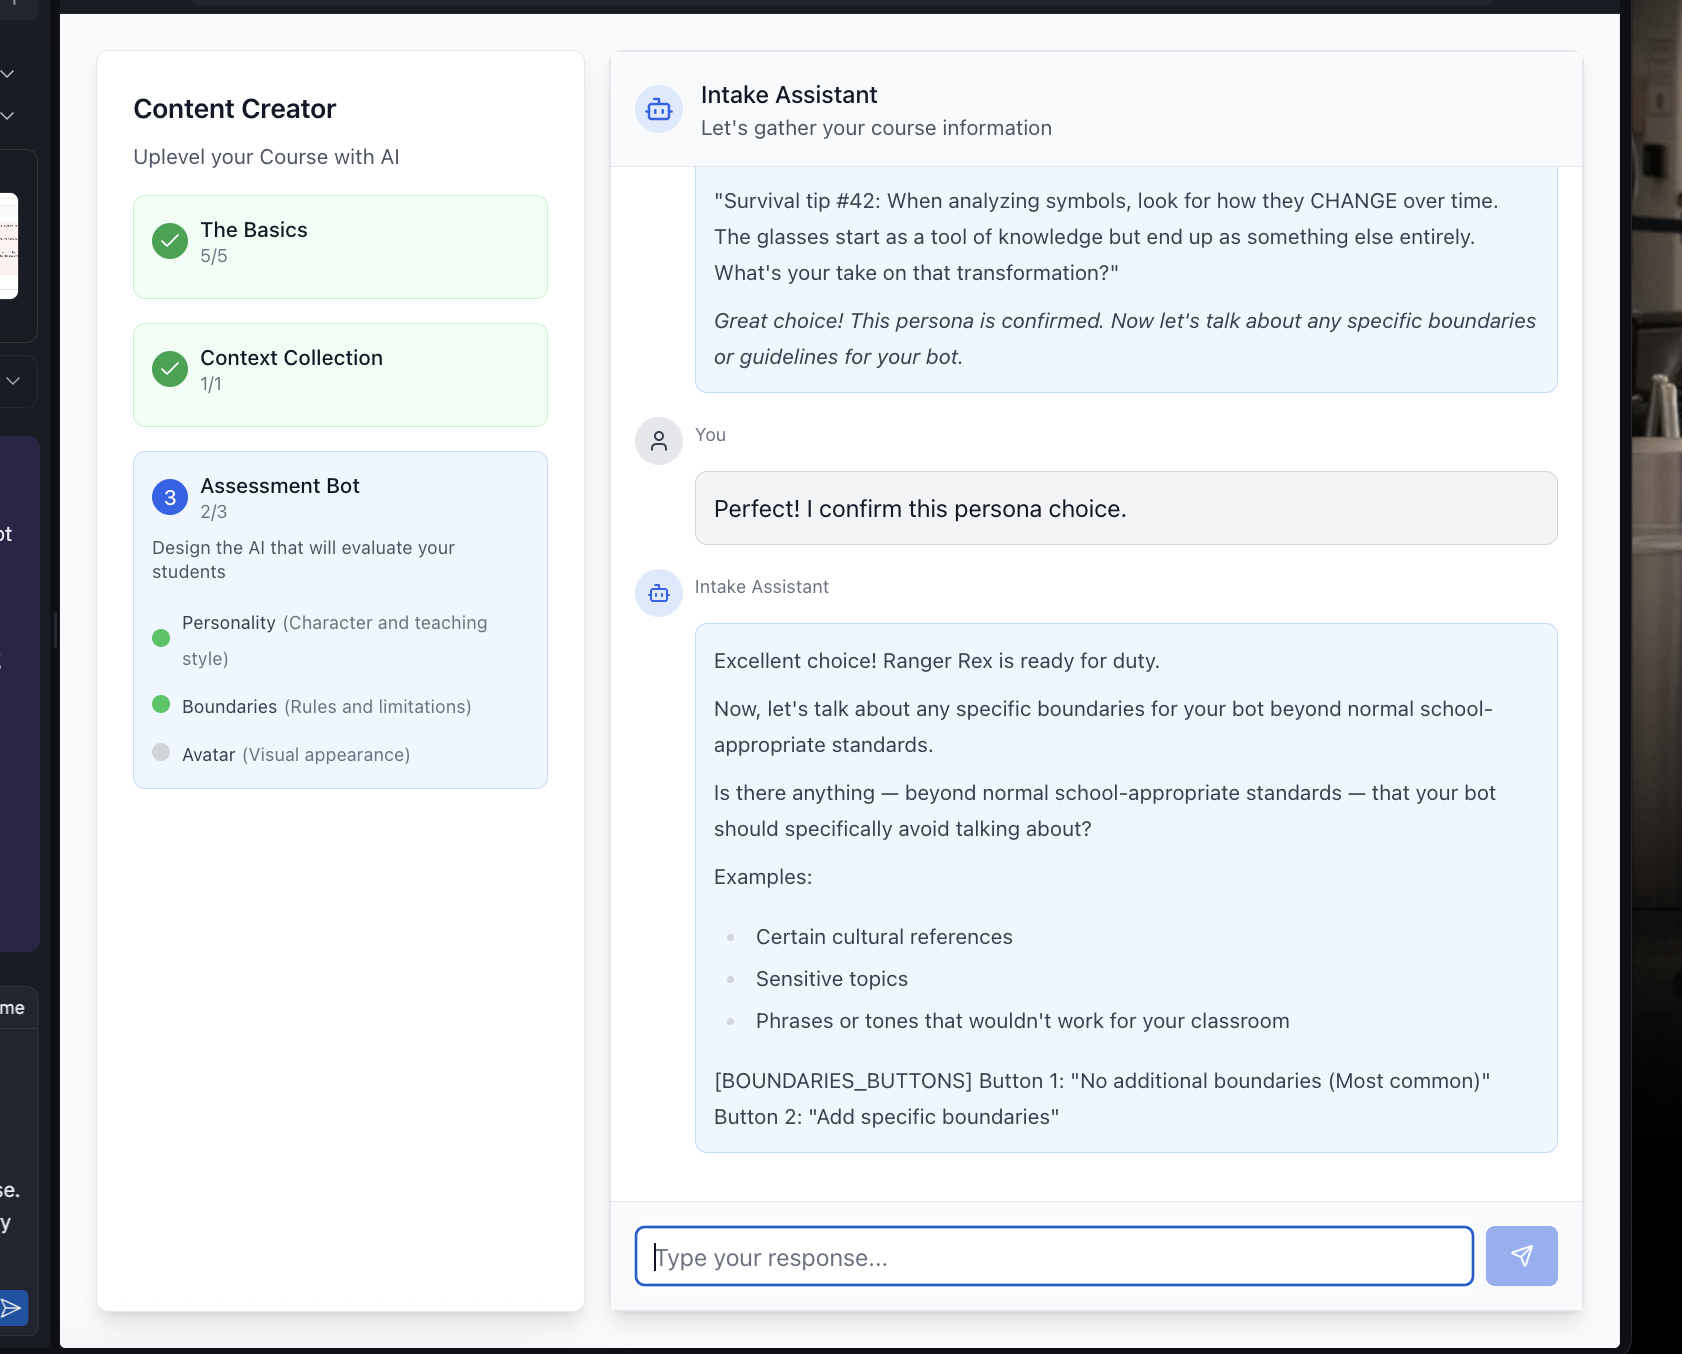 Content Creator
Uplevel your Course with AI
The Basics
5/5
Context Collection
1/1
3
Assessment Bot
2/3
Design the AI that will evaluate your
students
Personality (Character and teaching
style)
Boundaries (Rules and limitations)
Avatar (Visual appearance)
Intake Assistant
Let's gather your course information
"Survival tip #42: When analyzing symbols, look for how they CHANGE over time.
The glasses start as a tool of knowledge but end up as something else entirely.
What's your take on that transformation?"
Great choice! This persona is confirmed. Now let's talk about any specific boundaries
or guidelines for your bot.
You
Perfect! I confirm this persona choice.
Intake Assistant
Excellent choice! Ranger Rex is ready for duty.
Now, let's talk about any specific boundaries for your bot beyond normal school-
appropriate standards.
Is there anything — beyond normal school-appropriate standards — that your bot
should specifically avoid talking about?
Examples:
• Certain cultural references
• Sensitive topics
• Phrases or tones that wouldn't work for your classroom
[BOUNDARIES_BUTTONS] Button 1: "No additional boundaries (Most common)"
Button 2: "Add specific boundaries"
Type your response...